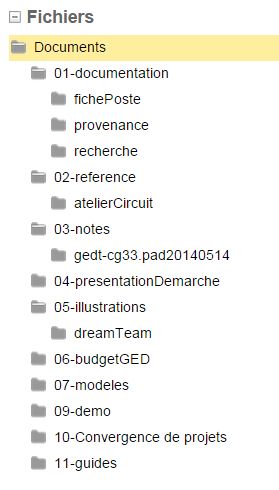 Fichiers
Documents
01-documentation
fichePoste
provenance
recherche
02-reference
atelierCircuit
03-notes
gedt-cg33.pad20140514
04-presentationDemarche
05-illustrations
dreamTeam
06-budgetGED
07-modeles
09-demo
10-Convergence de projets
11-guides